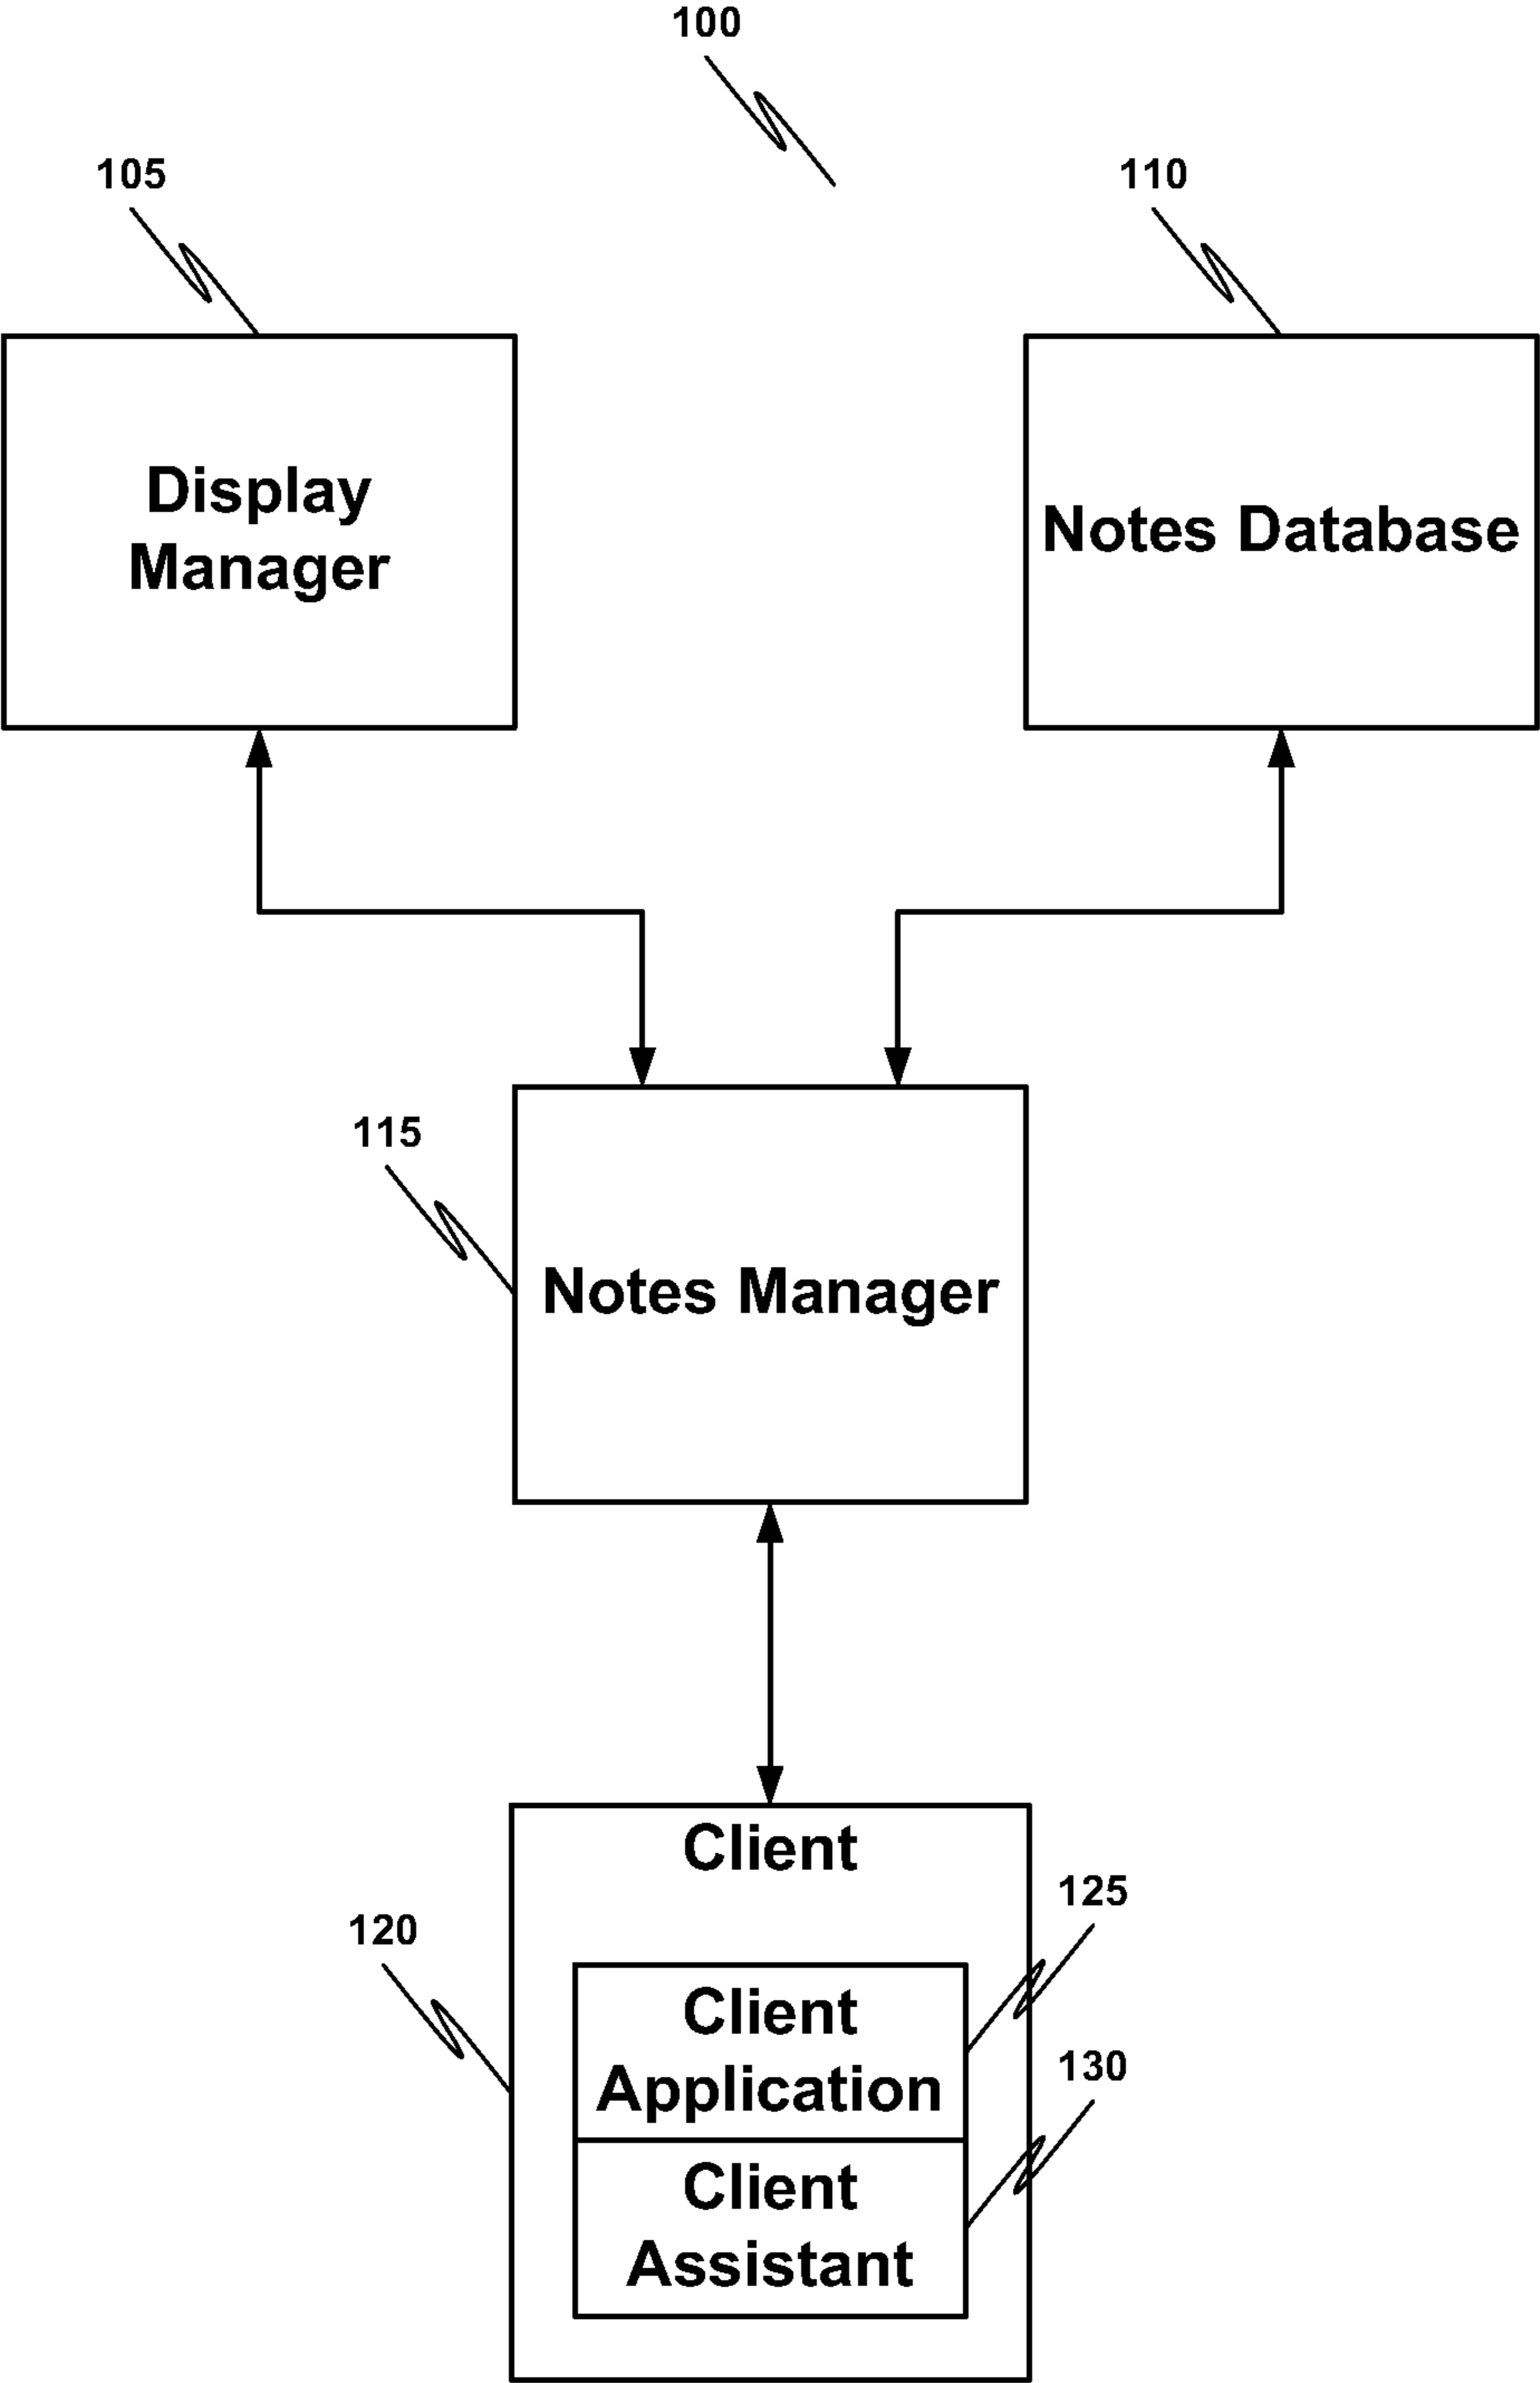 100
105
110
Display
Manager
Notes Database
115
Notes Manager
Client
125
120
Client
Application
130
Client
Assistant